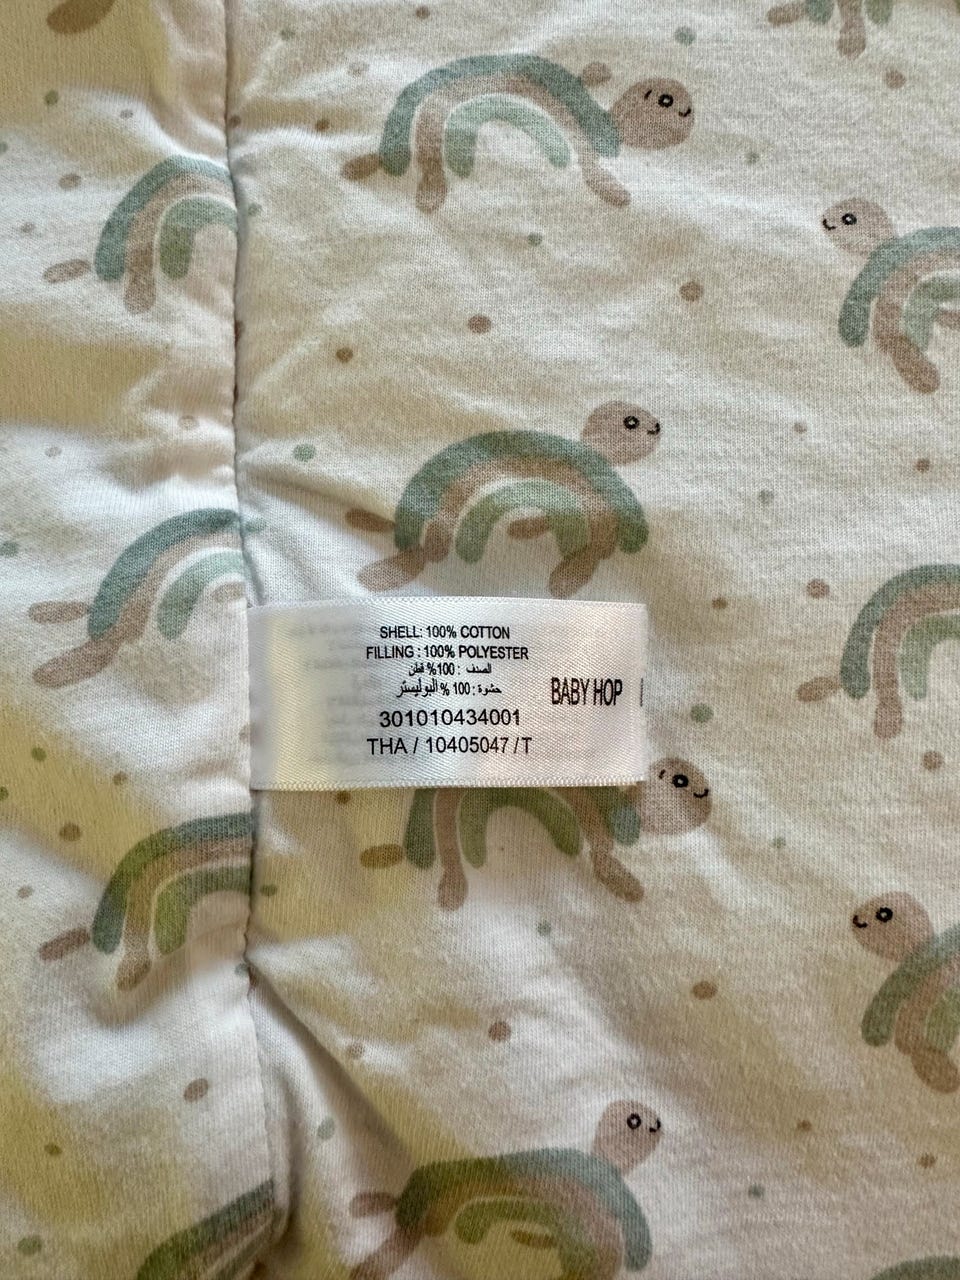 SHELL: 100% COTTON
FILLING : 100% POLYESTER
الصدف : 100% قطن
حشوة : 100 % البوليستر
301010434001
THA / 10405047 / T
BABY HOP